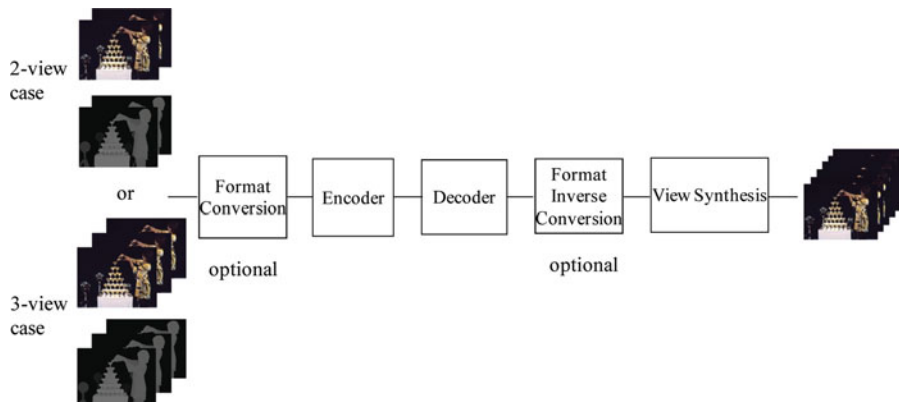 2-view
case
or
3-view
case
Format
Conversion
optional
Encoder
Decoder
Format
Inverse
Conversion
optional
View Synthesis